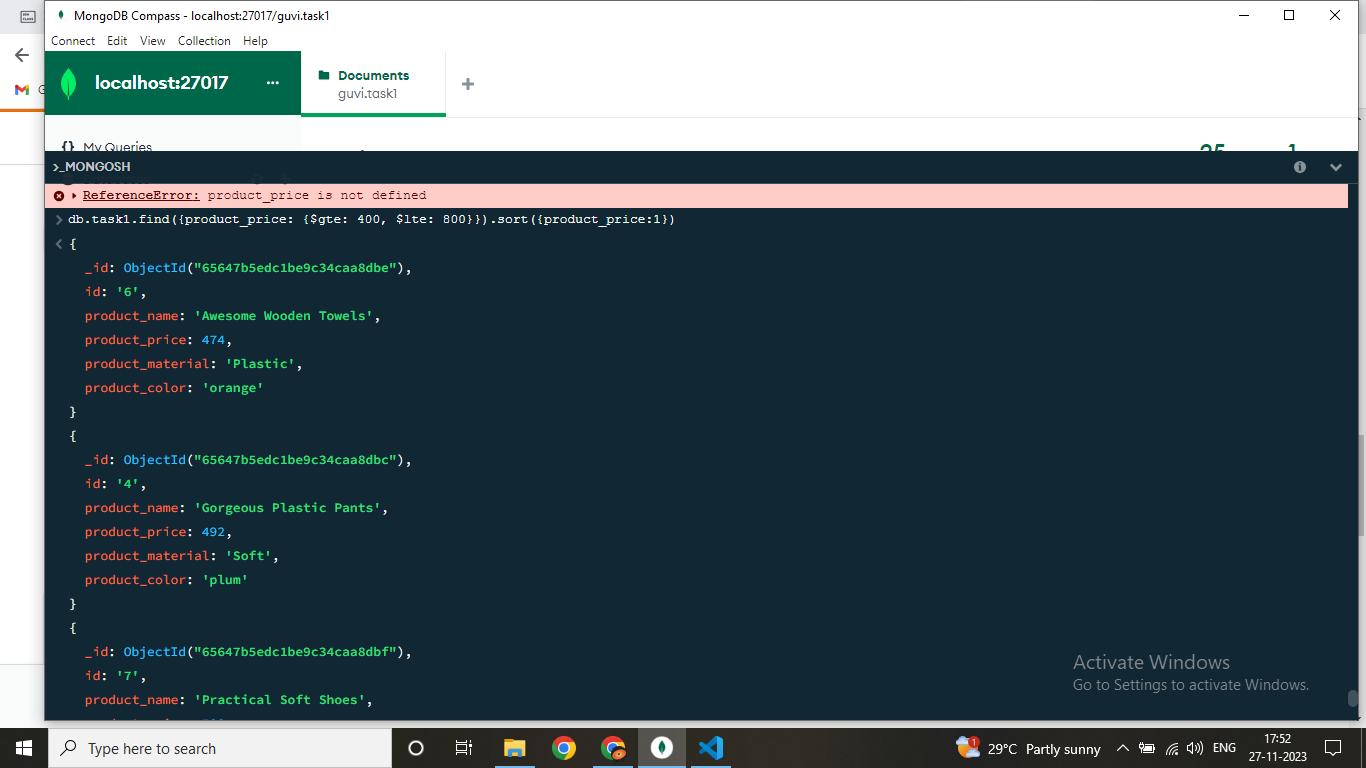 MongoDB Compass - localhost:27017/guvi.task1
Connect Edit View Collection Help
localhost:27017 ...
Documents
guvi.task1
+
G
{} My Queries
25 1
>_MONGOSH
ReferenceError: product_price is not defined
> db.task1.find({product_price: {$gte: 400, $lte: 800}}).sort({product_price:1})
< {
_id: ObjectId("65647b5edc1be9c34caa8dbe"),
id: '6',
product_name: 'Awesome Wooden Towels',
product_price: 474,
product_material: 'Plastic',
product_color: 'orange'
}
{
_id: ObjectId("65647b5edc1be9c34caa8dbc"),
id: '4',
product_name: 'Gorgeous Plastic Pants',
product_price: 492,
product_material: 'Soft',
product_color: 'plum'
}
{
_id: ObjectId("65647b5edc1be9c34caa8dbf"),
id: '7',
product_name: 'Practical Soft Shoes',
Activate Windows
Go to Settings to activate Windows.
Type here to search
1
29°C Partly sunny
ENG
17:52
27-11-2023